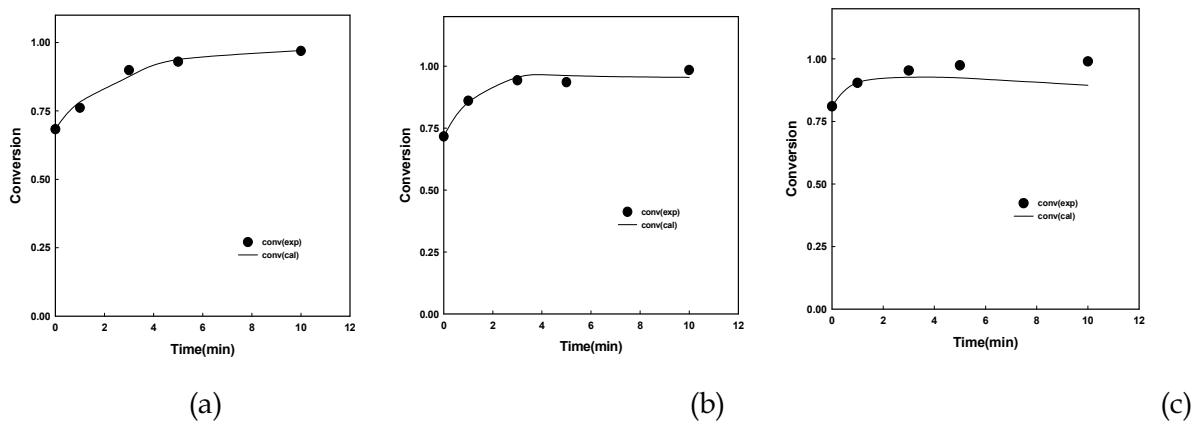 Conversion
1.00
0.75
0.50
0.25
0.00
0 2 4 6 8 10 12
Time(min)
conv(exp)
conv(cal)
(a)
Conversion
1.00
0.75
0.50
0.25
0.00
0 2 4 6 8 10 12
Time(min)
conv(exp)
conv(cal)
(b)
Conversion
1.00
0.75
0.50
0.25
0.00
0 2 4 6 8 10 12
Time(min)
conv(exp)
conv(cal)
(c)